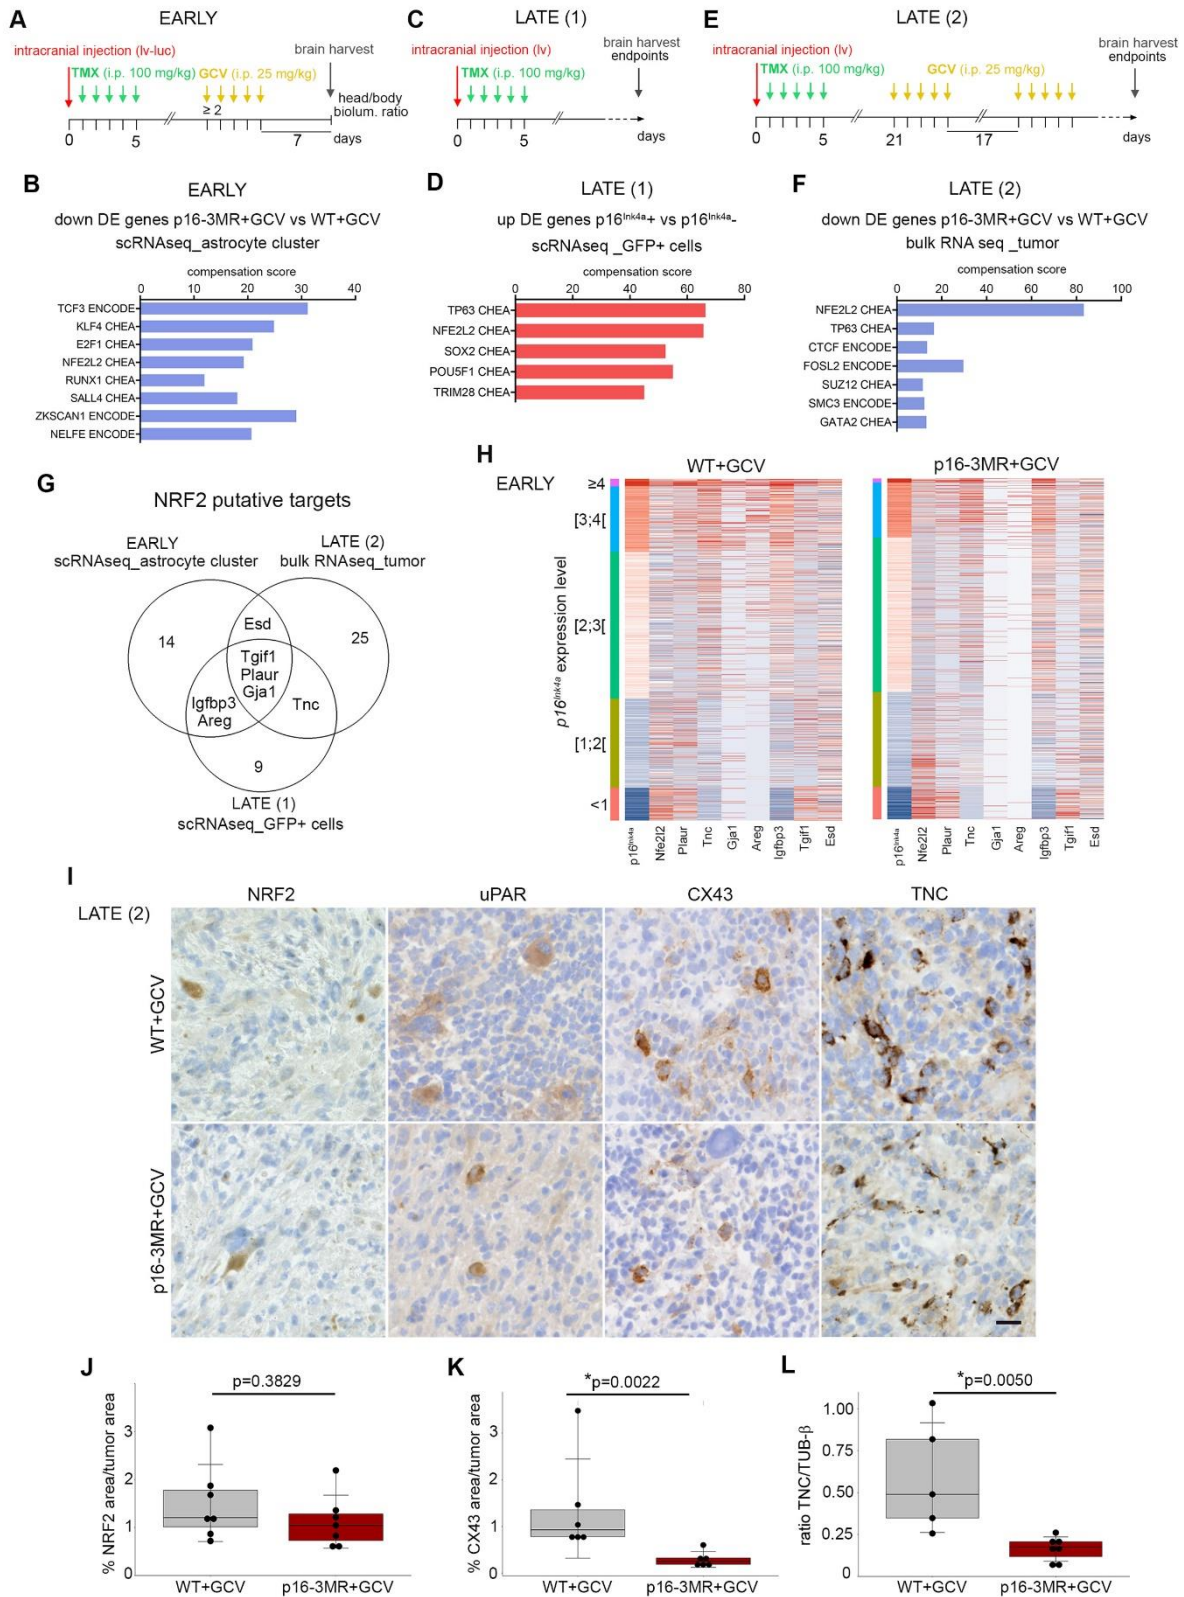 A
EARLY
intracranial injection (lv-luc)
TMX (i.p. 100 mg/kg)
GCV (i.p. 25 mg/kg)
brain harvest
≥ 2
head/body
biolum. ratio
0
5
7
days
C
LATE (1)
intracranial injection (lv)
TMX (i.p. 100 mg/kg)
brain harvest
endpoints
0
5
days
E
LATE (2)
intracranial injection (lv)
TMX (i.p. 100 mg/kg)
GCV (i.p. 25 mg/kg)
brain harvest
endpoints
0
5
21
17
days
B
EARLY
down DE genes p16-3MR+GCV vs WT+GCV
scRNAseq_astrocyte cluster
compensation score
0 10 20 30 40
TCF3 ENCODE
KLF4 CHEA
E2F1 CHEA
NFE2L2 CHEA
RUNX1 CHEA
SALL4 CHEA
ZKSCAN1 ENCODE
NELFE ENCODE
D
LATE (1)
up DE genes p16Ink4a+ vs p16Ink4a-
scRNAseq _GFP+ cells
compensation score
0 20 40 60 80
TP63 CHEA
NFE2L2 CHEA
SOX2 CHEA
POU5F1 CHEA
TRIM28 CHEA
F
LATE (2)
down DE genes p16-3MR+GCV vs WT+GCV
bulk RNA seq _tumor
compensation score
0 20 40 60 80 100
NFE2L2 CHEA
TP63 CHEA
CTCF ENCODE
FOSL2 ENCODE
SUZ12 CHEA
SMC3 ENCODE
GATA2 CHEA
G
NRF2 putative targets
EARLY
scRNAseq_astrocyte cluster
LATE (2)
bulk RNAseq_tumor
14
Esd
25
Tgif1
Plaur
Gja1
Igfbp3
Areg
Tnc
9
LATE (1)
scRNAseq_GFP+ cells
H
EARLY
WT+GCV
p16-3MR+GCV
p16Ink4a expression level
≥4
[3;4[
[2;3[
[1;2[
<1
p16Ink4a
Nfe2l2
Plaur
Tnc
Gja1
Areg
Igfbp3
Tgif1
Esd
p16Ink4a
Nfe2l2
Plaur
Tnc
Gja1
Areg
Igfbp3
Tgif1
Esd
I
LATE (2)
NRF2
uPAR
CX43
TNC
WT+GCV
p16-3MR+GCV
J
p=0.3829
% NRF2 area/tumor area
3
2
1
0
WT+GCV
p16-3MR+GCV
K
*p=0.0022
% CX43 area/tumor area
3
2
1
0
WT+GCV
p16-3MR+GCV
L
*p=0.0050
ratio TNC/TUB-β
1.00
0.75
0.50
0.25
0
WT+GCV
p16-3MR+GCV